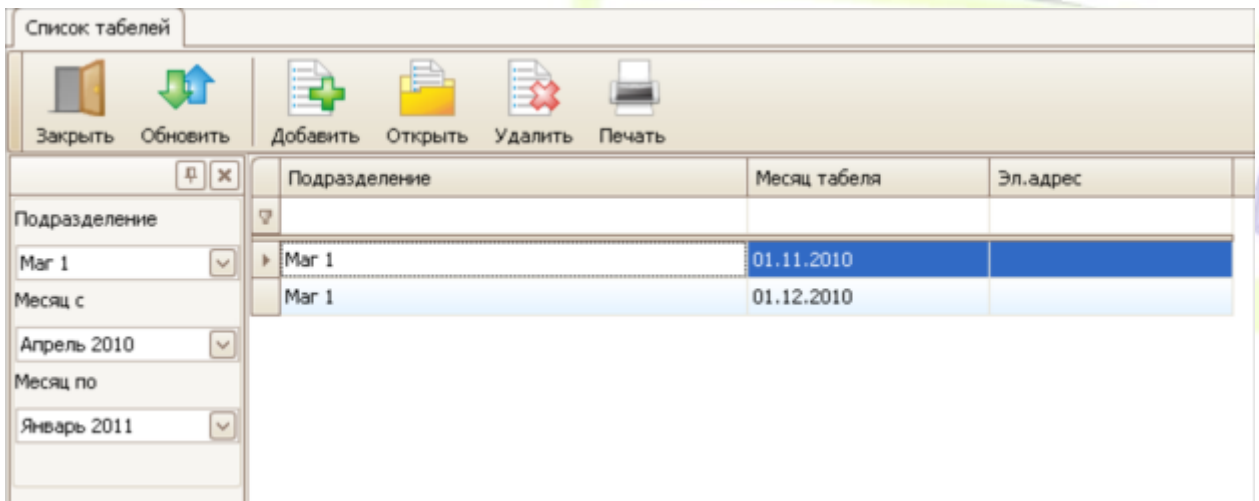 Список табелей
Закрыть Обновить Добавить Открыть Удалить Печать
Подразделение
Маг 1
Месяц с
Апрель 2010
Месяц по
Январь 2011
Подразделение Месяц табеля Эл.адрес
Маг 1 01.11.2010
Маг 1 01.12.2010